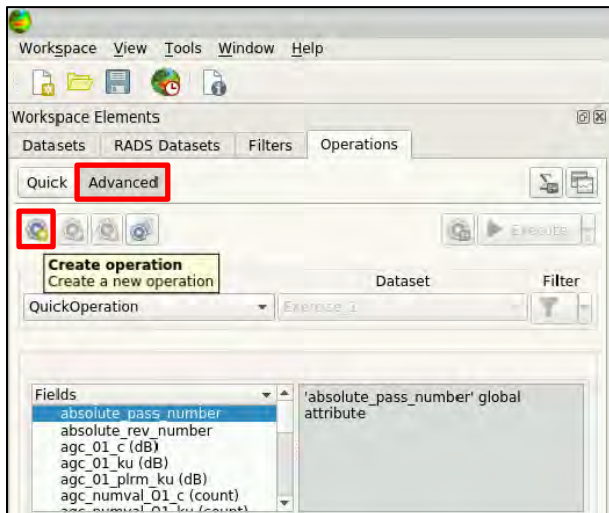 Workspace View Tools Window Help
Workspace Elements
Datasets RADS Datasets Filters Operations
Quick Advanced
Execute
Create operation
Create a new operation
Dataset Filter
QuickOperation Exercise_1
Fields
absolute_pass_number
absolute_rev_number
agc_01_c (dB)
agc_01_ku (dB)
agc_01_plrm_ku (dB)
agc_numval_01_c (count)
agc_numval_01_ku (count)
'absolute_pass_number' global
attribute